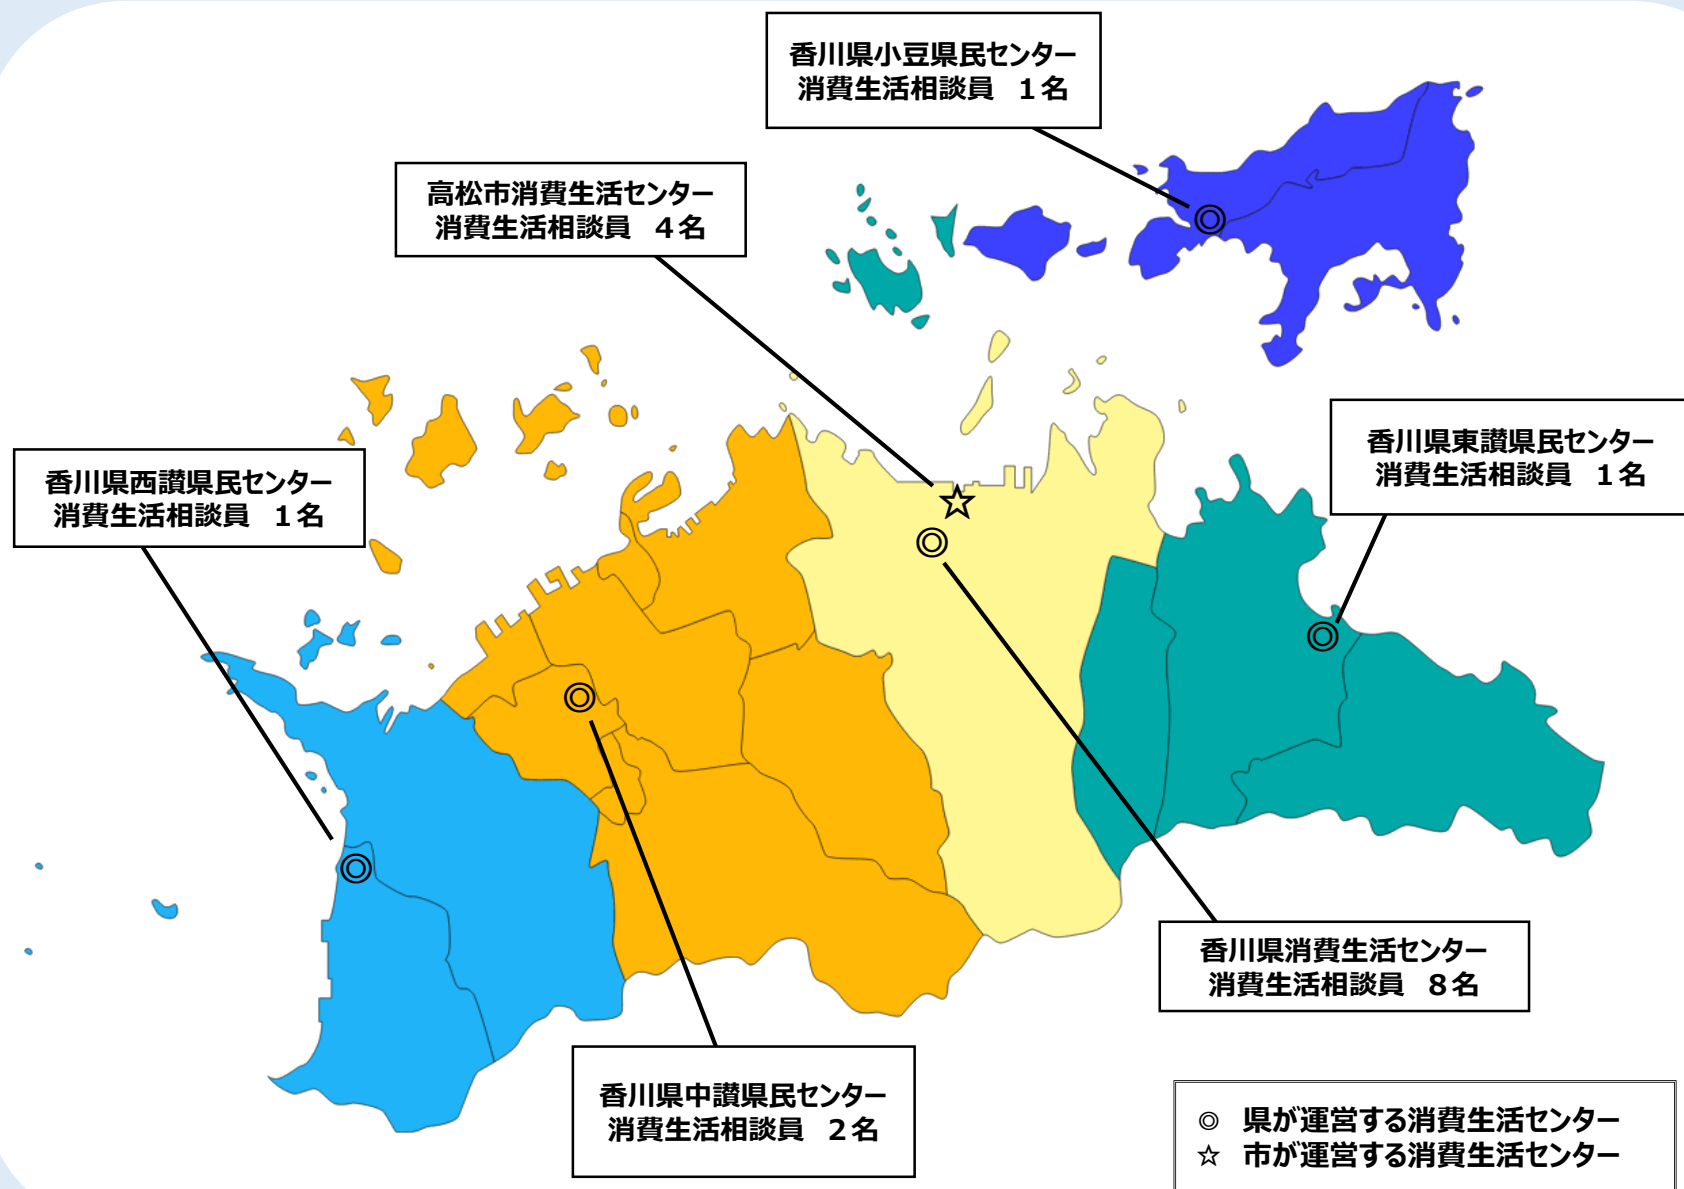 香川県小豆県民センター
消費生活相談員　１名
高松市消費生活センター
消費生活相談員　４名
香川県東讃県民センター
消費生活相談員　１名
香川県西讃県民センター
消費生活相談員　１名
香川県消費生活センター
消費生活相談員　８名
香川県中讃県民センター
消費生活相談員　２名
◎　県が運営する消費生活センター
☆　市が運営する消費生活センター